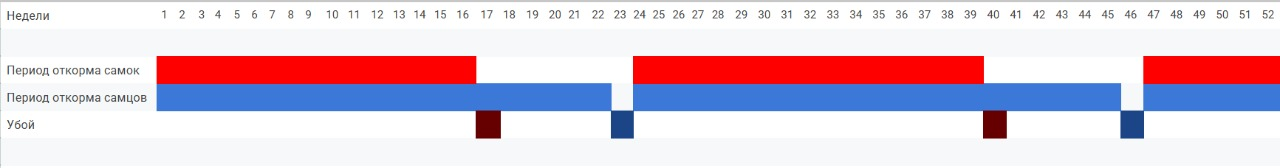 Недели 1 2 3 4 5 6 7 8 9 10 11 12 13 14 15 16 17 18 19 20 21 22 23 24 25 26 27 28 29 30 31 32 33 34 35 36 37 38 39 40 41 42 43 44 45 46 47 48 49 50 51 52
Период откорма самок
Период откорма самцов
Убой